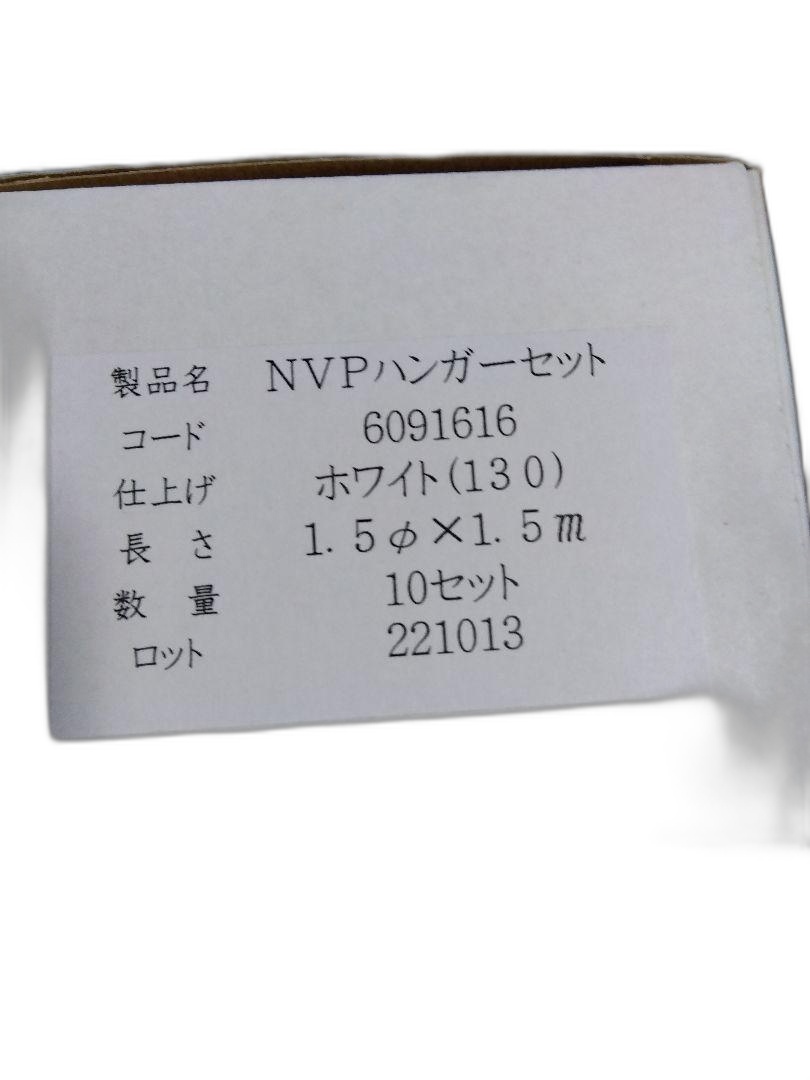 製品名 NVPハンガーセット
コード 6091616
仕上げ ホワイト(130)
長 さ 1.5φ×1.5m
数 量 10セット
ロット 221013